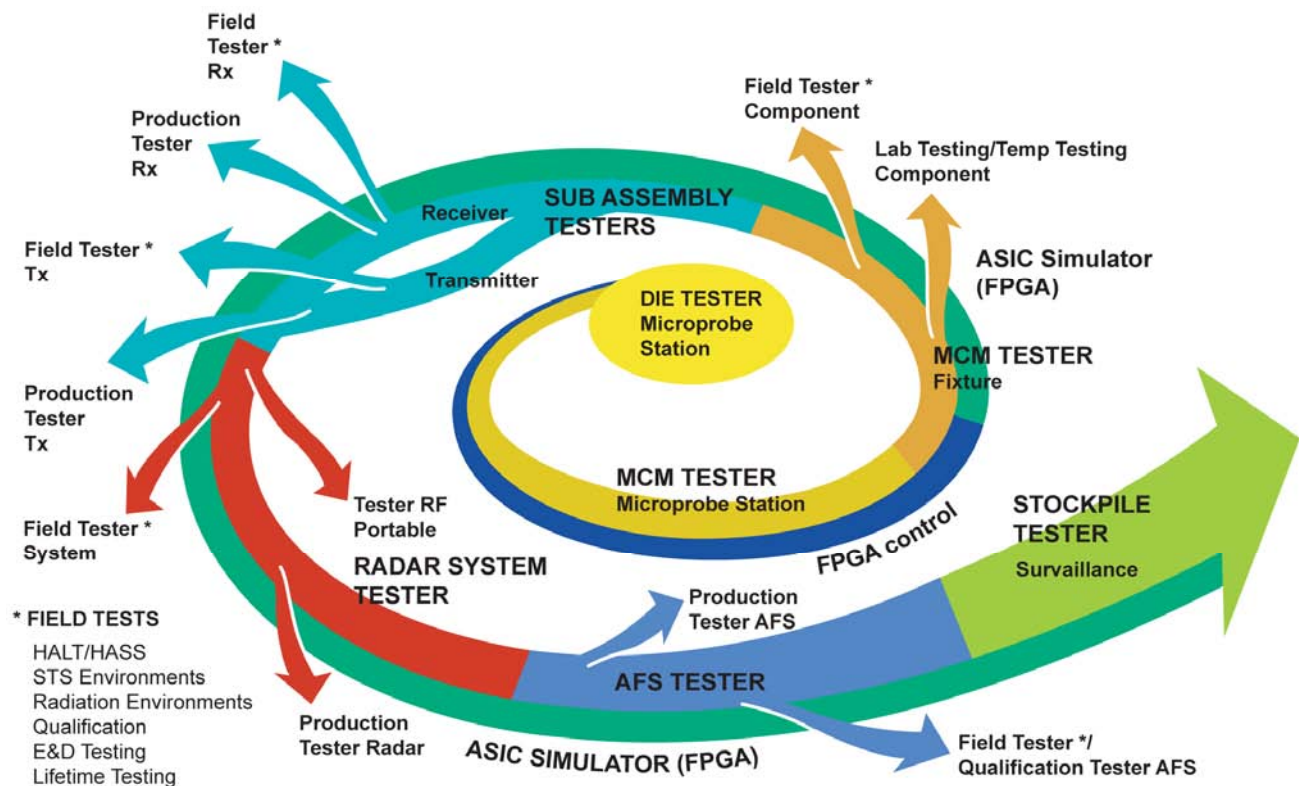 Field
Tester *
Rx
Production
Tester
Rx
Field Tester *
Tx
Production
Tester
Tx
Field Tester *
System
Receiver
Transmitter
SUB ASSEMBLY
TESTERS
Field Tester *
Component
Lab Testing/Temp Testing
Component
ASIC Simulator
(FPGA)
DIE TESTER
Microprobe
Station
MCM TESTER
Fixture
MCM TESTER
Microprobe Station
FPGA control
Tester RF
Portable
RADAR SYSTEM
TESTER
STOCKPILE
TESTER
Survaillance
Production
Tester AFS
AFS TESTER
Production
Tester Radar
ASIC SIMULATOR (FPGA)
Field Tester */
Qualification Tester AFS
* FIELD TESTS
HALT/HASS
STS Environments
Radiation Environments
Qualification
E&D Testing
Lifetime Testing